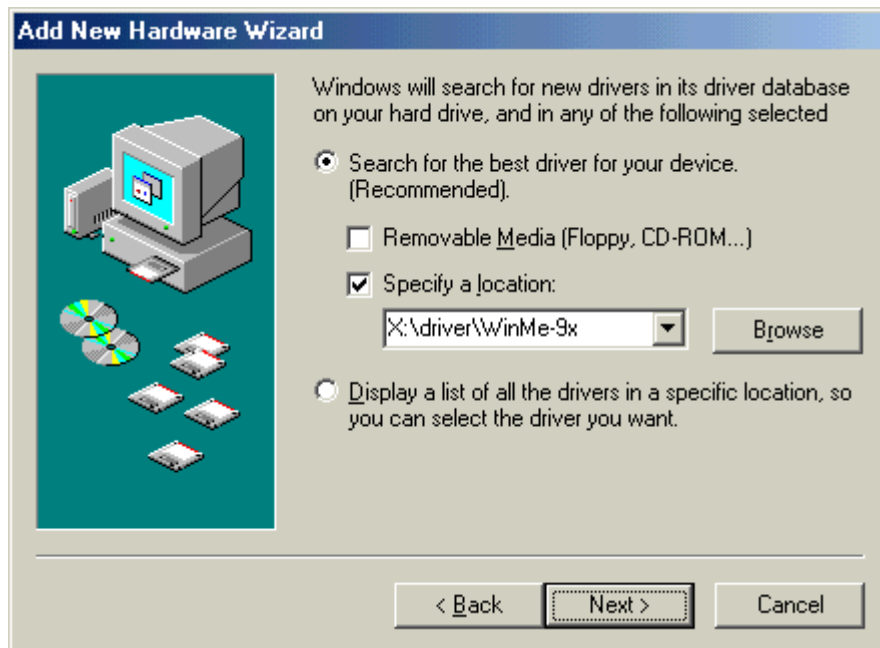 Add New Hardware Wizard
Windows will search for new drivers in its driver database
on your hard drive, and in any of the following selected
Search for the best driver for your device.
(Recommended).
Removable Media (Floppy, CD-ROM...)
Specify a location:
X:\driver\WinMe-9x
Browse
Display a list of all the drivers in a specific location, so
you can select the driver you want.
< Back
Next >
Cancel